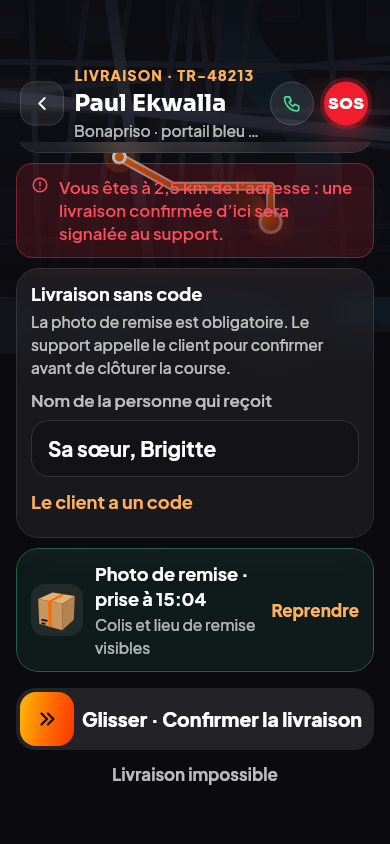 LIVRAISON · TR-48213
Paul Ekwalla
Bonapriso · portail bleu ...
SOS
Vous êtes à 2,5 km de l'adresse : une
livraison confirmée d'ici sera
signalée au support.
Livraison sans code
La photo de remise est obligatoire. Le
support appelle le client pour confirmer
avant de clôturer la course.
Nom de la personne qui reçoit
Sa sœur, Brigitte
Le client a un code
Photo de remise ·
prise à 15:04
Colis et lieu de remise
visibles
Reprendre
Glisser · Confirmer la livraison
Livraison impossible